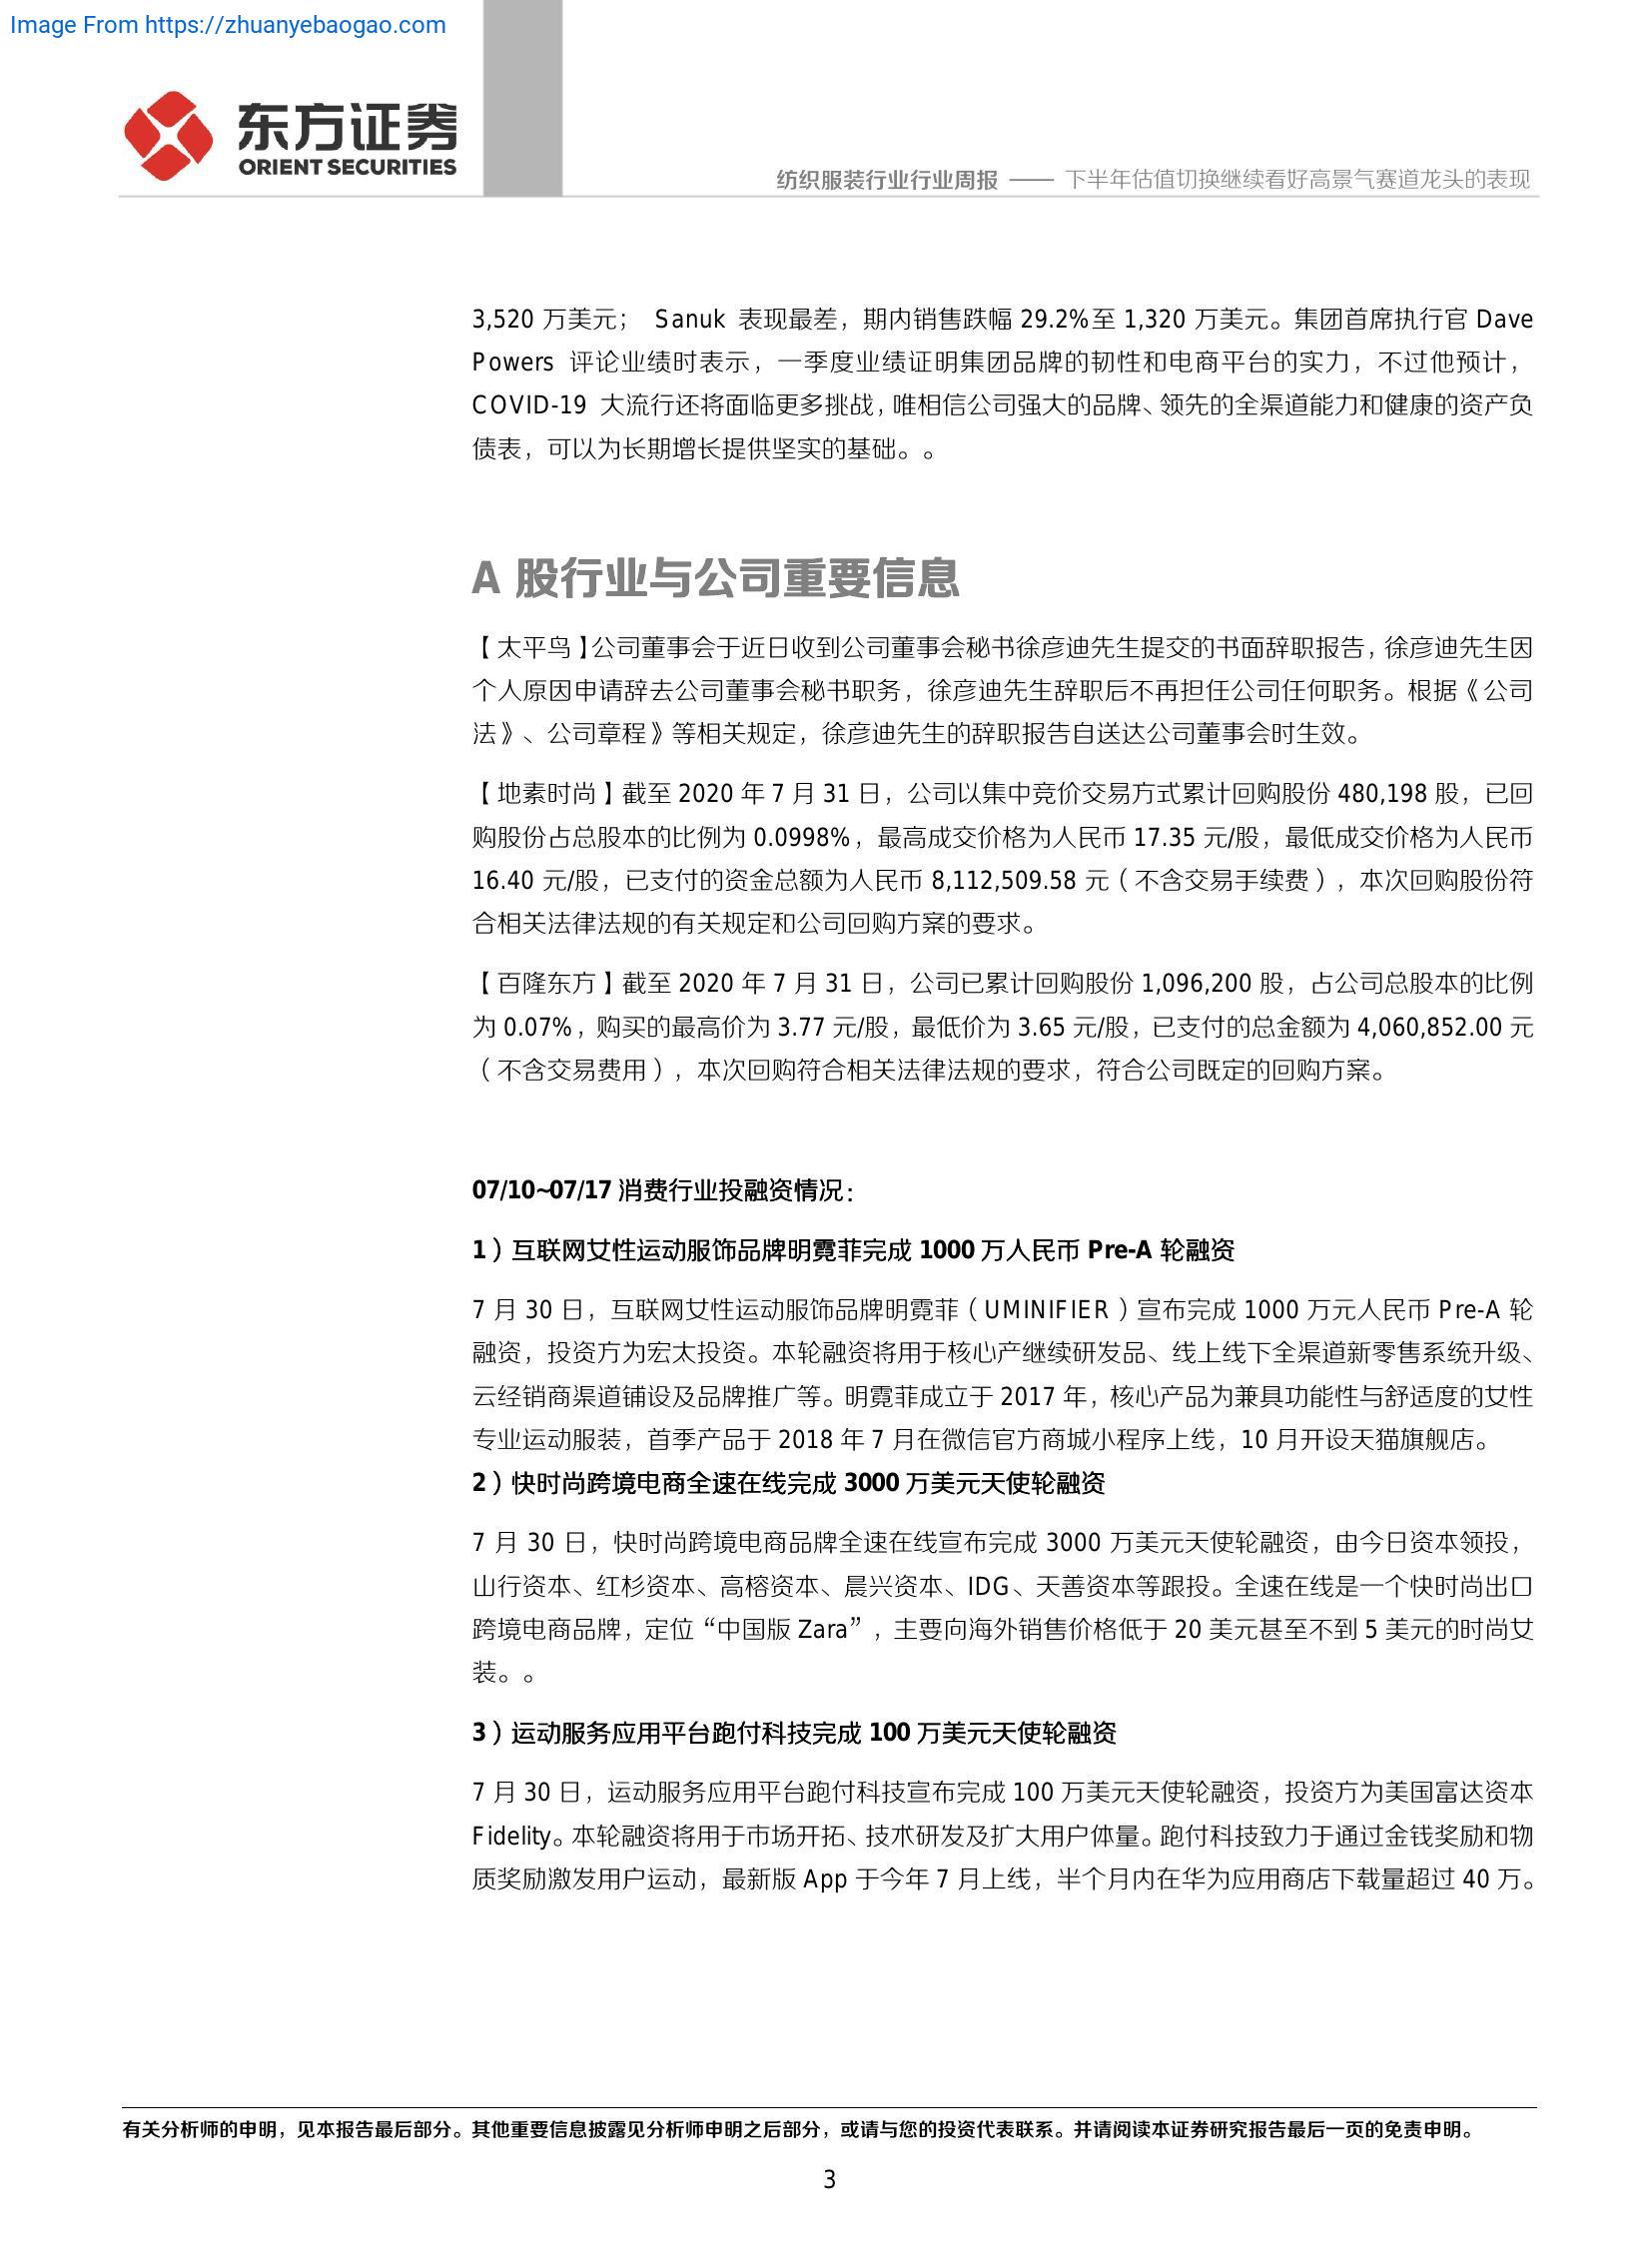 Image From https://zhuanyebaogao.com
东方证券
ORIENT SECURITIES
纺织服装行业行业周报 —— 下半年估值切换继续看好高景气赛道龙头的表现
3,520 万美元； Sanuk 表现最差，期内销售跌幅 29.2%至 1,320 万美元。集团首席执行官 Dave
Powers 评论业绩时表示，一季度业绩证明集团品牌的韧性和电商平台的实力，不过他预计，
COVID-19 大流行还将面临更多挑战，唯相信公司强大的品牌、领先的全渠道能力和健康的资产负
债表，可以为长期增长提供坚实的基础。。
A 股行业与公司重要信息
【太平鸟】公司董事会于近日收到公司董事会秘书徐彦迪先生提交的书面辞职报告，徐彦迪先生因
个人原因申请辞去公司董事会秘书职务，徐彦迪先生辞职后不再担任公司任何职务。根据《公司
法》、公司章程》等相关规定，徐彦迪先生的辞职报告自送达公司董事会时生效。
【地素时尚】截至 2020 年 7 月 31 日，公司以集中竞价交易方式累计回购股份 480,198 股，已回
购股份占总股本的比例为 0.0998%，最高成交价格为人民币 17.35 元/股，最低成交价格为人民币
16.40 元/股，已支付的资金总额为人民币 8,112,509.58 元（不含交易手续费），本次回购股份符
合相关法律法规的有关规定和公司回购方案的要求。
【百隆东方】截至 2020 年 7 月 31 日，公司已累计回购股份 1,096,200 股，占公司总股本的比例
为 0.07%，购买的最高价为 3.77 元/股，最低价为 3.65 元/股，已支付的总金额为 4,060,852.00 元
（不含交易费用），本次回购符合相关法律法规的要求，符合公司既定的回购方案。
07/10~07/17 消费行业投融资情况：
1）互联网女性运动服饰品牌明霓菲完成 1000 万人民币 Pre-A 轮融资
7 月 30 日，互联网女性运动服饰品牌明霓菲（UMINIFIER）宣布完成 1000 万元人民币 Pre-A 轮
融资，投资方为宏太投资。本轮融资将用于核心产继续研发品、线上线下全渠道新零售系统升级、
云经销商渠道铺设及品牌推广等。明霓菲成立于 2017 年，核心产品为兼具功能性与舒适度的女性
专业运动服装，首季产品于 2018 年 7 月在微信官方商城小程序上线，10 月开设天猫旗舰店。
2）快时尚跨境电商全速在线完成 3000 万美元天使轮融资
7 月 30 日，快时尚跨境电商品牌全速在线宣布完成 3000 万美元天使轮融资，由今日资本领投，
山行资本、红杉资本、高榕资本、晨兴资本、IDG、天善资本等跟投。全速在线是一个快时尚出口
跨境电商品牌，定位“中国版 Zara”，主要向海外销售价格低于 20 美元甚至不到 5 美元的时尚女
装。。
3）运动服务应用平台跑付科技完成 100 万美元天使轮融资
7 月 30 日，运动服务应用平台跑付科技宣布完成 100 万美元天使轮融资，投资方为美国富达资本
Fidelity。本轮融资将用于市场开拓、技术研发及扩大用户体量。跑付科技致力于通过金钱奖励和物
质奖励激发用户运动，最新版 App 于今年 7 月上线，半个月内在华为应用商店下载量超过 40 万。
有关分析师的申明，见本报告最后部分。其他重要信息披露见分析师申明之后部分，或请与您的投资代表联系。并请阅读本证券研究报告最后一页的免责申明。
3